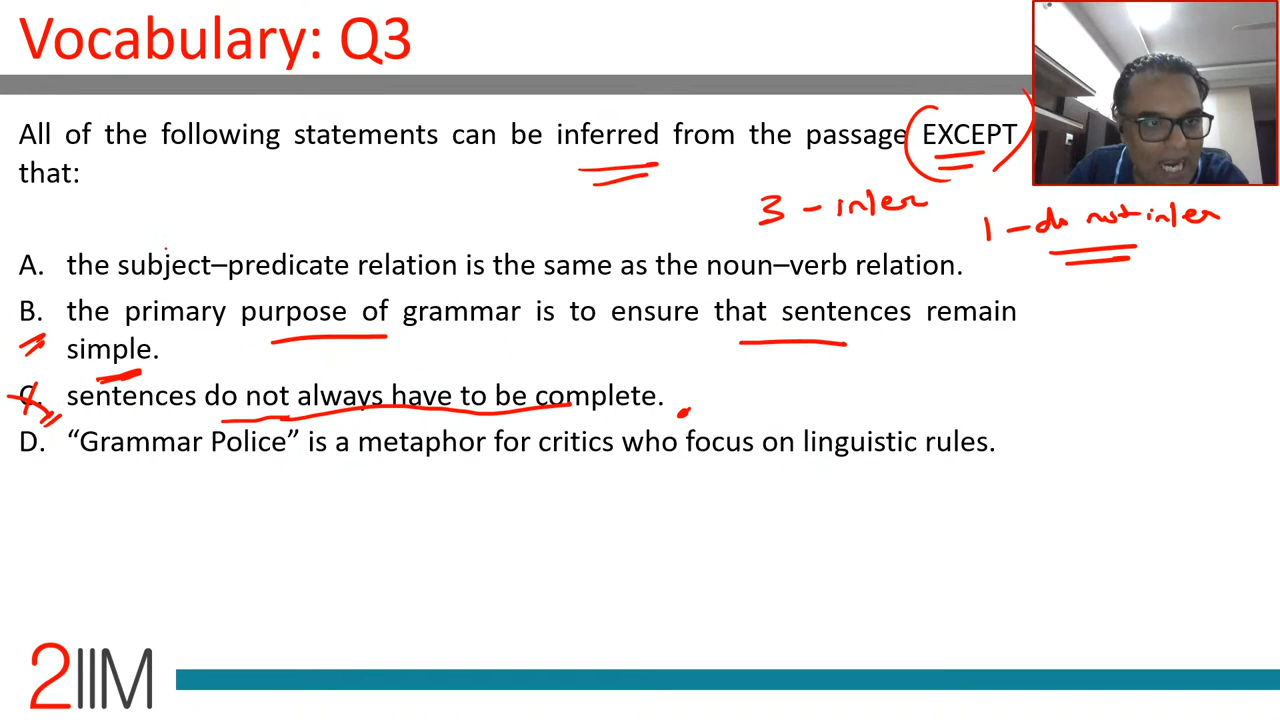 Vocabulary: Q3
All of the following statements can be inferred from the passage EXCEPT
that:
3 - infer
1 - do not infer
A. the subject–predicate relation is the same as the noun–verb relation.
B. the primary purpose of grammar is to ensure that sentences remain
simple.
C. sentences do not always have to be complete.
D. “Grammar Police” is a metaphor for critics who focus on linguistic rules.
2IIM